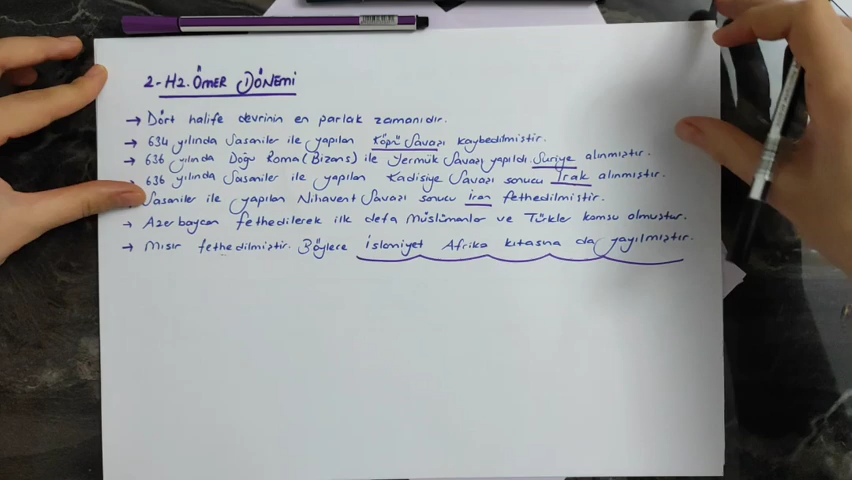 2- Hz. ÖMER DÖNEMİ
→ Dört halife devrinin en parlak zamanıdır.
→ 634 yılında Sasaniler ile yapılan Köprü Savaşı kaybedilmiştir.
→ 636 yılında Doğu Roma (Bizans) ile Yermük Savaşı yapıldı. Suriye alınmıştır.
→ 636 yılında Sasaniler ile yapılan Kadisiye Savaşı sonucu Irak alınmıştır.
Sasaniler ile yapılan Nihavent Savaşı sonucu İran fethedilmiştir.
→ Azerbaycan fethedilerek ilk defa Müslümanlar ve Türkler komşu olmuştur.
→ Mısır fethedilmiştir. Böylece İslamiyet Afrika kıtasına da yayılmıştır.